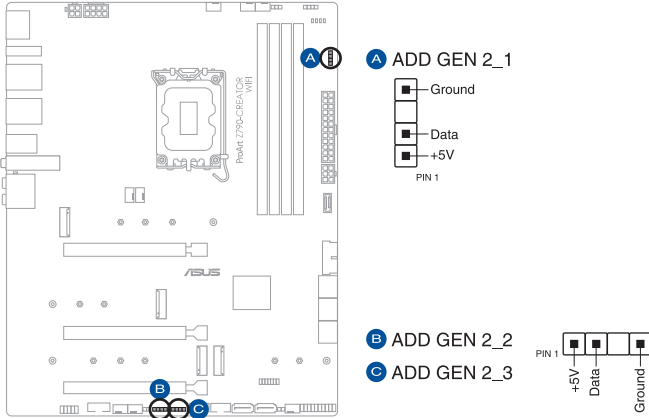 A
A ADD GEN 2_1
Ground
Data
+5V
PIN 1
ProArt Z790-CREATOR
WIFI
ASUS
B ADD GEN 2_2
C ADD GEN 2_3
PIN 1
+5V
Data
Ground
B
C